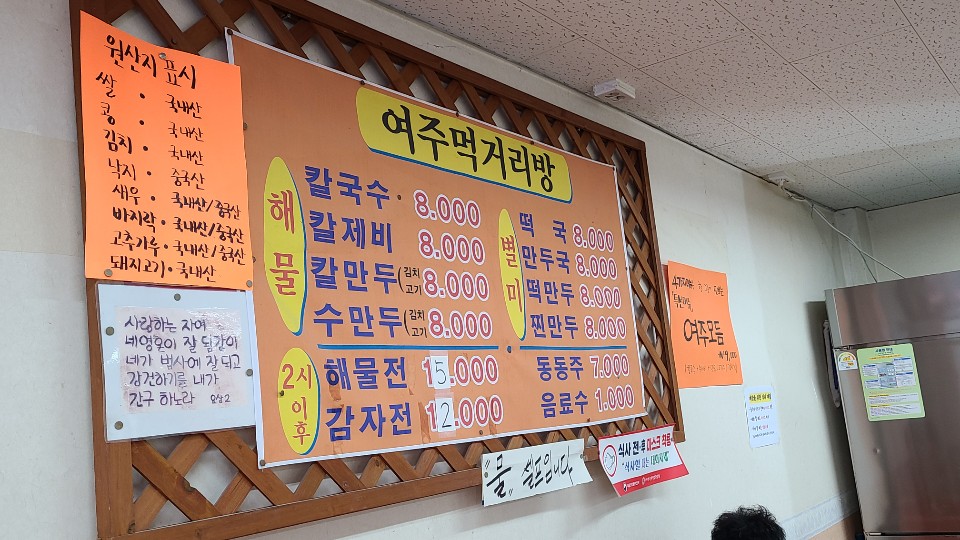 원산지 표시
쌀 · 국내산
콩 · 국내산
김치 · 국내산
낙지 · 중국산
새우 · 국내산/중국산
바지락 · 국내산/중국산
고추가루 · 국내산/중국산
돼지고기 · 국내산
사랑하는 자여
네 영혼이 잘 됨같이
네가 범사에 잘 되고
강건하기를 내가
간구 하노라 요삼2
여주먹거리방
해물
칼국수 8.000
칼제비 8.000
칼만두 (김치 고기 8.000
수만두 (김치 고기 8.000
별미
떡 국 8.000
만두국 8.000
떡만두 8.000
찐만두 8.000
2시 이후
해물전 15.000
감자전 12.000
동동주 7.000
음료수 1.000
여주모듬
"물" 셀프입니다
식사 전·후 마스크 착용